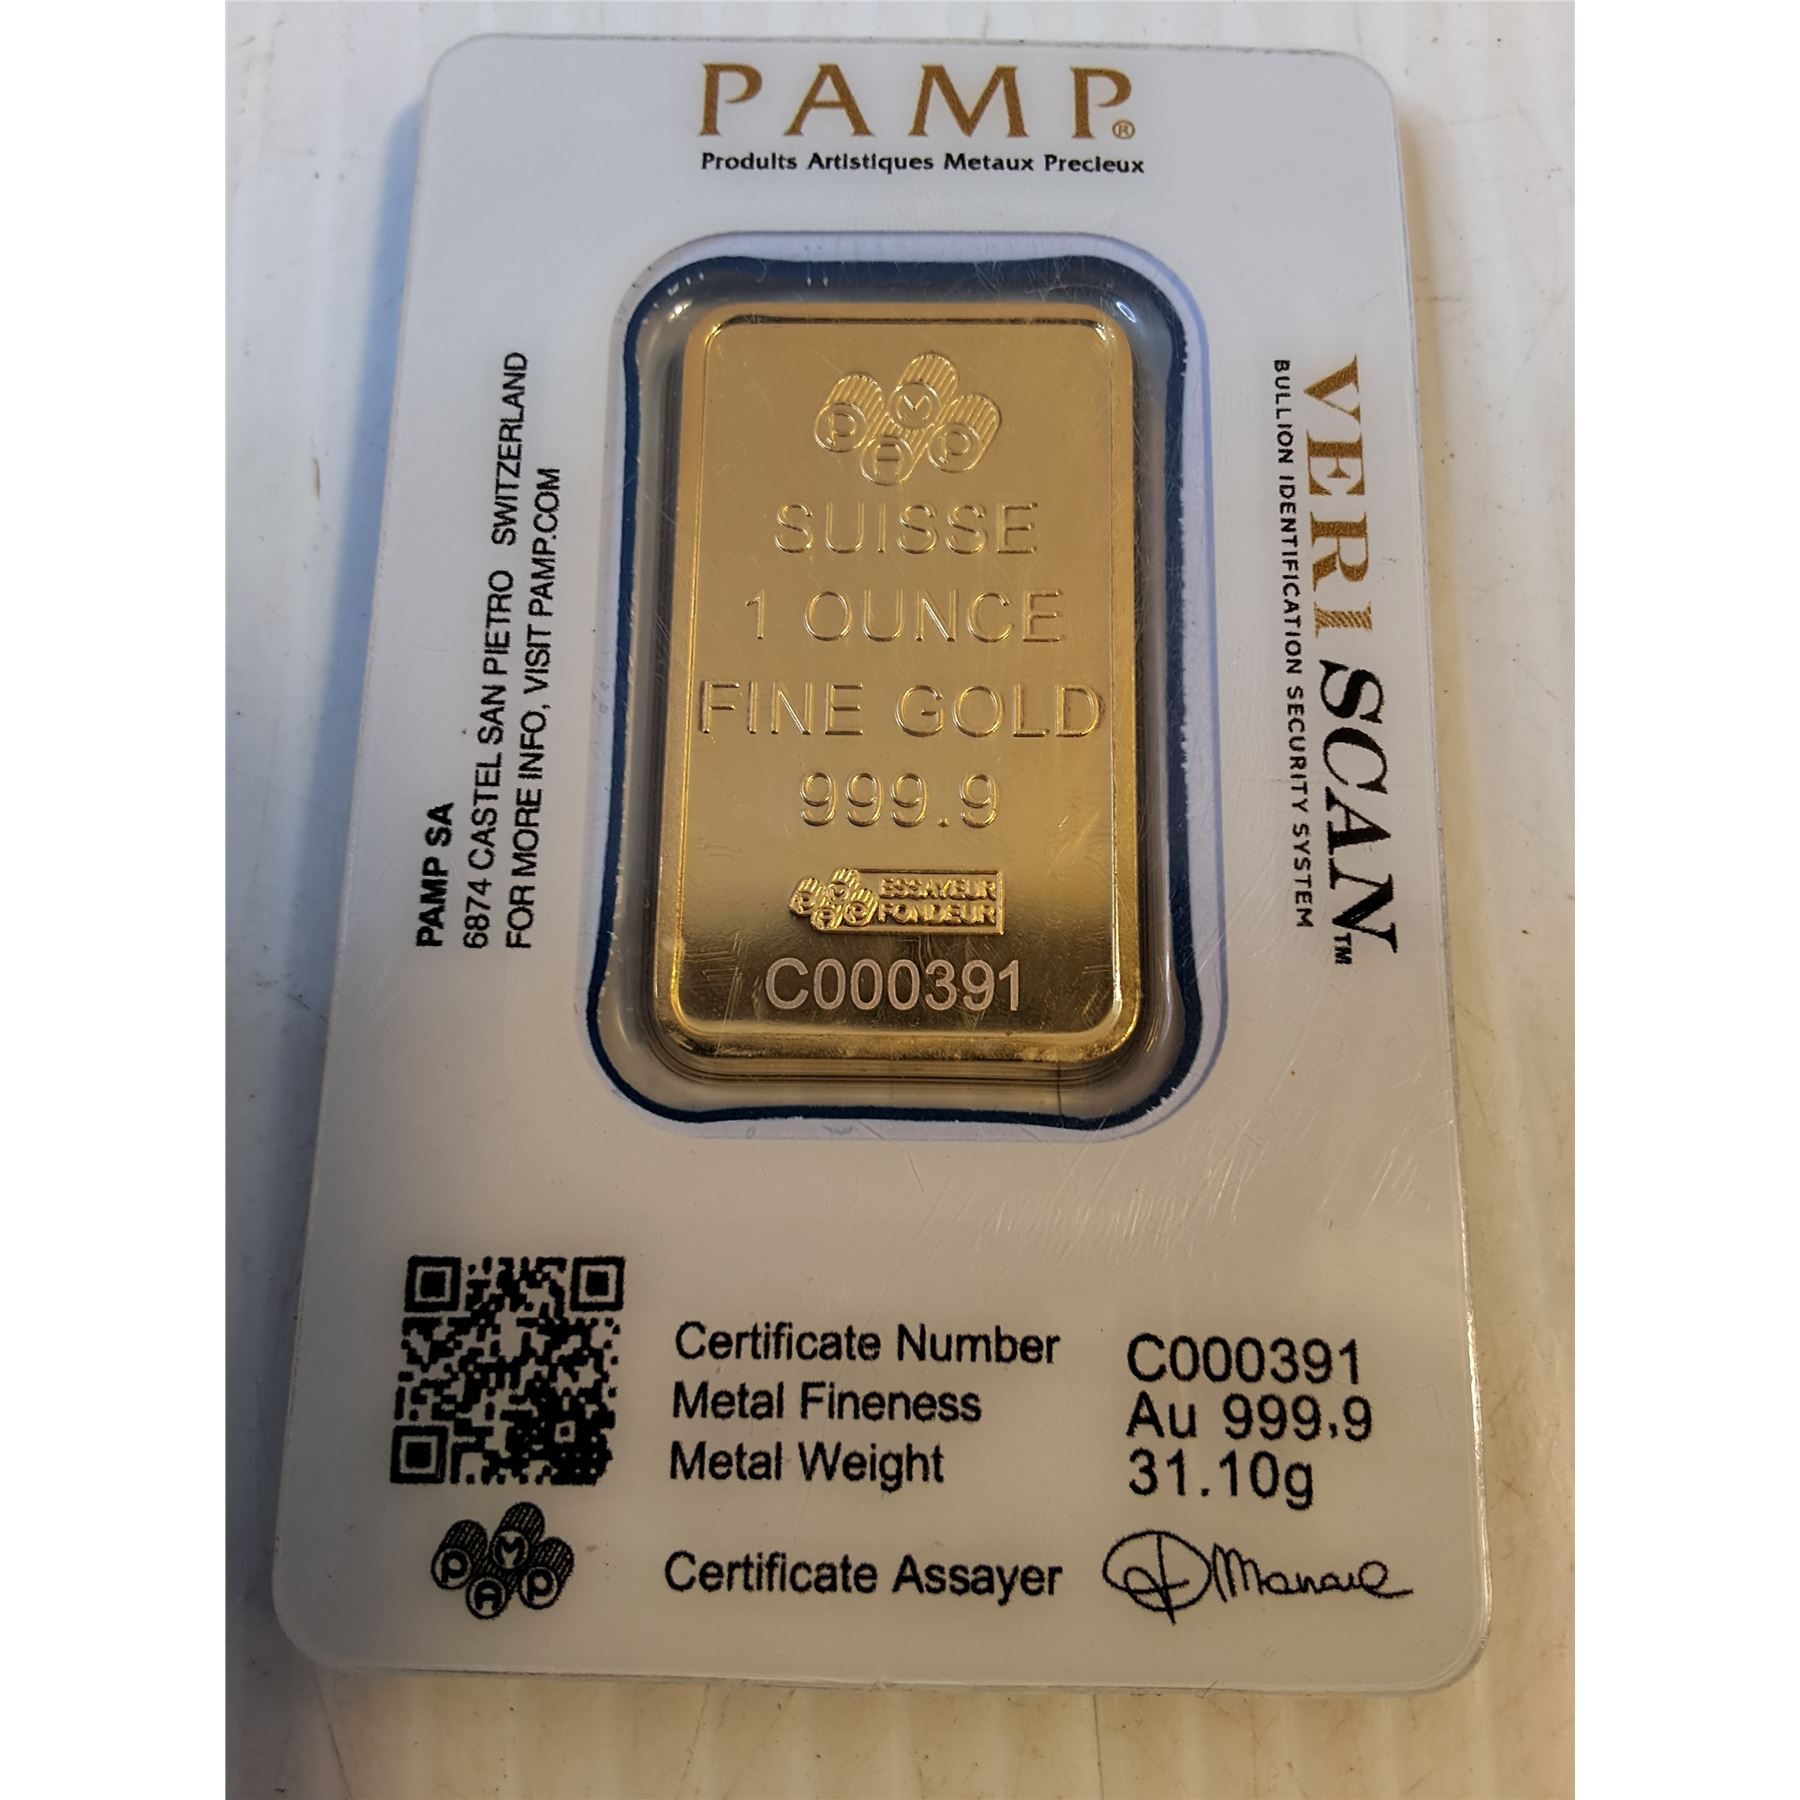 PAMP®
Produits Artistiques Metaux Precieux
PAMP SA
6874 CASTEL SAN PIETRO SWITZERLAND
FOR MORE INFO, VISIT PAMP.COM
P A M P
SUISSE
1 OUNCE
FINE GOLD
999.9
PAMP ESSAYEUR
FONDEUR
C000391
VERISCAN™
BULLION IDENTIFICATION SECURITY SYSTEM
Certificate Number C000391
Metal Fineness Au 999.9
Metal Weight 31.10g
P A M P
Certificate Assayer